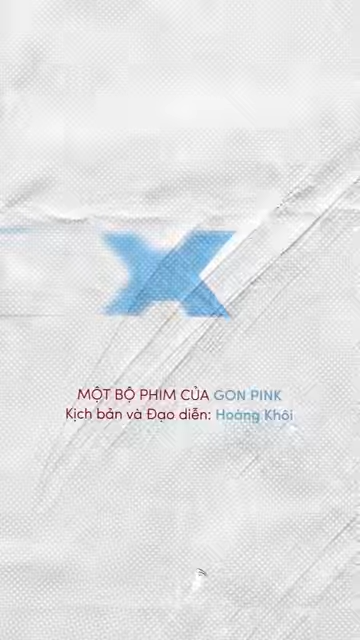 X
MỘT BỘ PHIM CỦA GON PINK
Kịch bản và Đạo diễn: Hoàng Khôi